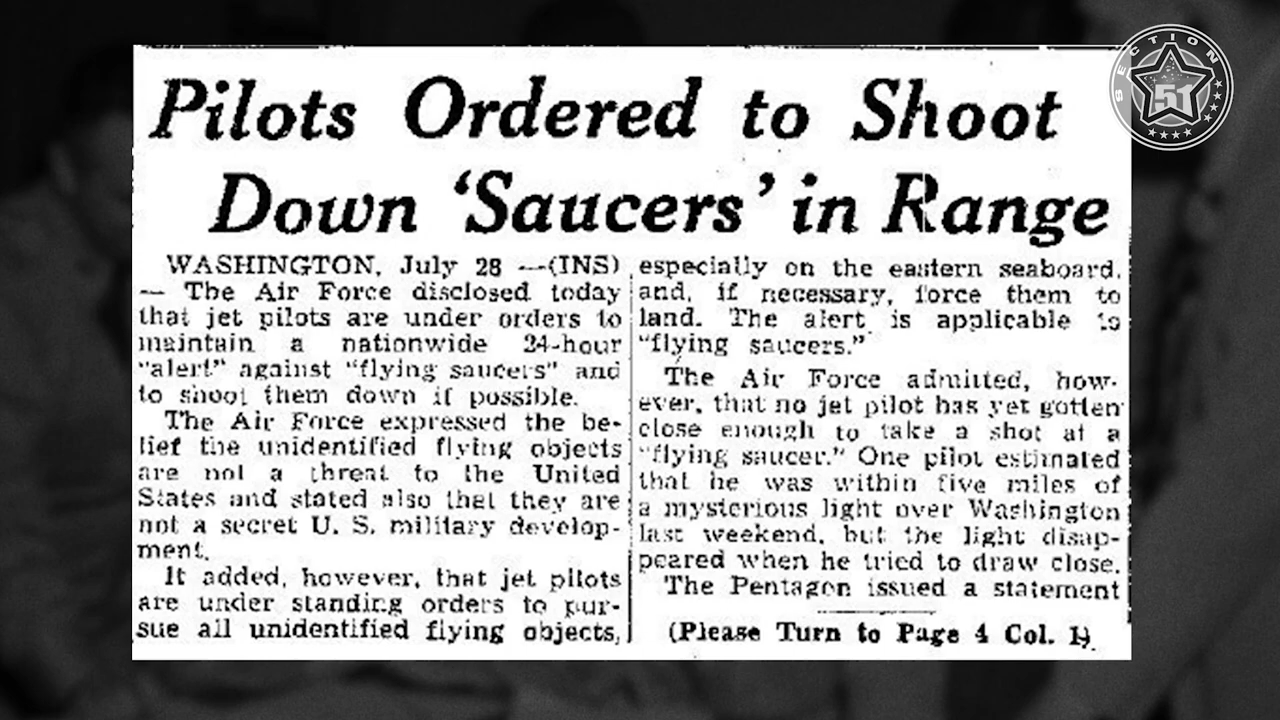 Pilots Ordered to Shoot
Down ‘Saucers’ in Range
WASHINGTON, July 28 —(INS)
— The Air Force disclosed today
that jet pilots are under orders to
maintain a nationwide 24-hour
“alert” against “flying saucers” and
to shoot them down if possible.
The Air Force expressed the be-
lief the unidentified flying objects
are not a threat to the United
States and stated also that they are
not a secret U. S. military develop-
ment.
It added, however, that jet pilots
are under standing orders to pur-
sue all unidentified flying objects,
especially on the eastern seaboard,
and, if necessary, force them to
land. The alert is applicable to
“flying saucers.”
The Air Force admitted, how-
ever, that no jet pilot has yet gotten
close enough to take a shot at a
“flying saucer.” One pilot estimated
that he was within five miles of
a mysterious light over Washington
last weekend, but the light disap-
peared when he tried to draw close.
The Pentagon issued a statement
(Please Turn to Page 4 Col. 1)
SECTION
51